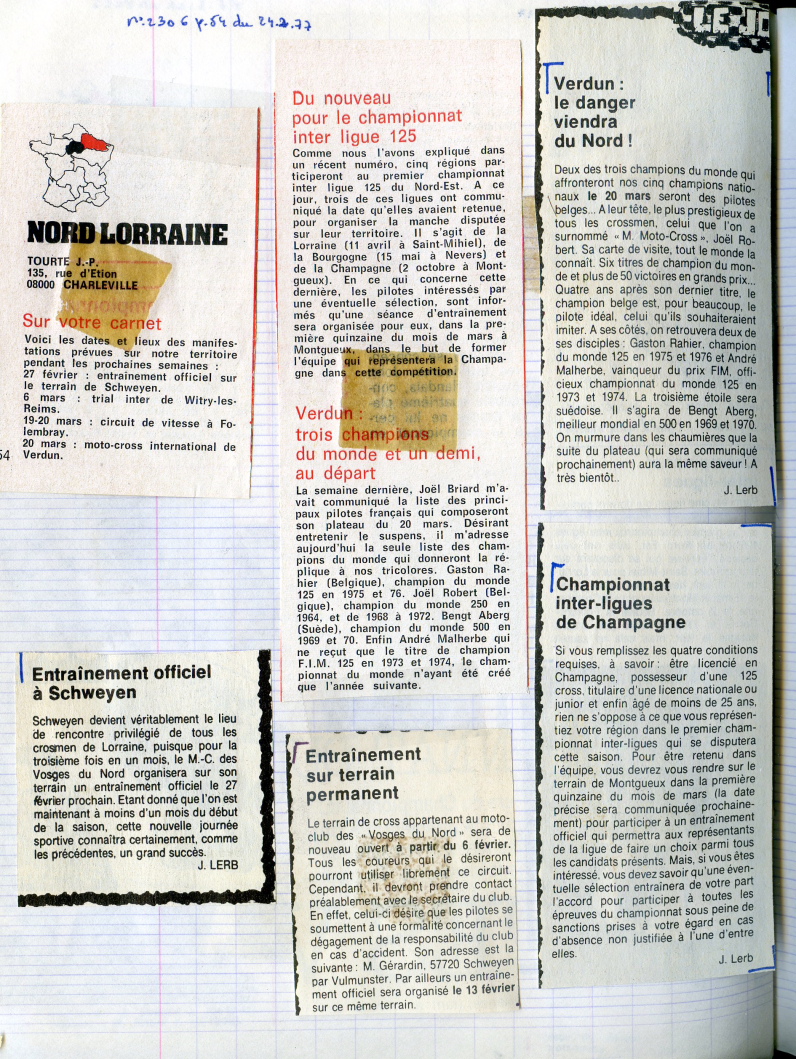 n° 2306 p.54 du 24.2.77
NORD LORRAINE
TOURTE J.-P.
135, rue d'Etion
08000 CHARLEVILLE
Sur votre carnet
Voici les dates et lieux des manifes-
tations prévues sur notre territoire
pendant les prochaines semaines :
27 février : entraînement officiel sur
le terrain de Schweyen.
6 mars : trial inter de Witry-les-
Reims.
19-20 mars : circuit de vitesse à Fo-
lembray.
20 mars : moto-cross international de
Verdun.
54
Entraînement officiel
à Schweyen
Schweyen devient véritablement le lieu
de rencontre privilégié de tous les
crosmen de Lorraine, puisque pour la
troisième fois en un mois, le M.-C. des
Vosges du Nord organisera sur son
terrain un entraînement officiel le 27
février prochain. Etant donné que l'on est
maintenant à moins d'un mois du début
de la saison, cette nouvelle journée
sportive connaîtra certainement, comme
les précédentes, un grand succès.
J. LERB
Du nouveau
pour le championnat
inter ligue 125
Comme nous l'avons expliqué dans
un récent numéro, cinq régions par-
ticiperont au premier championnat
inter ligue 125 du Nord-Est. A ce
jour, trois de ces ligues ont commu-
niqué la date qu'elles avaient retenue,
pour organiser la manche disputée
sur leur territoire. Il s'agit de la
Lorraine (11 avril à Saint-Mihiel), de
la Bourgogne (15 mai à Nevers) et
de la Champagne (2 octobre à Mont-
gueux). En ce qui concerne cette
dernière, les pilotes intéressés par
une éventuelle sélection, sont infor-
més qu'une séance d'entraînement
sera organisée pour eux, dans la pre-
mière quinzaine du mois de mars à
Montgueux, dans le but de former
l'équipe qui représentera la Champa-
gne dans cette compétition.
Verdun :
trois champions
du monde et un demi,
au départ
La semaine dernière, Joël Briard m'a-
vait communiqué la liste des princi-
paux pilotes français qui composeront
son plateau du 20 mars. Désirant
entretenir le suspens, il m'adresse
aujourd'hui la seule liste des cham-
pions du monde qui donneront la ré-
plique à nos tricolores. Gaston Ra-
hier (Belgique), champion du monde
125 en 1975 et 76. Joël Robert (Bel-
gique), champion du monde 250 en
1964, et de 1968 à 1972. Bengt Aberg
(Suède), champion du monde 500 en
1969 et 70. Enfin André Malherbe qui
ne reçut que le titre de champion
F.I.M. 125 en 1973 et 1974, le cham-
pionnat du monde n'ayant été créé
que l'année suivante.
Entraînement
sur terrain
permanent
Le terrain de cross appartenant au moto-
club des « Vosges du Nord » sera de
nouveau ouvert à partir du 6 février.
Tous les coureurs qui le désireront
pourront utiliser librement ce circuit.
Cependant, il devront prendre contact
préalablement avec le secrétaire du club.
En effet, celui-ci désire que les pilotes se
soumettent à une formalité concernant le
dégagement de la responsabilité du club
en cas d'accident. Son adresse est la
suivante : M. Gérardin, 57720 Schweyen
par Vulmunster. Par ailleurs un entraîne-
ment officiel sera organisé le 13 février
sur ce même terrain.
Verdun :
le danger
viendra
du Nord !
Deux des trois champions du monde qui
affronteront nos cinq champions natio-
naux le 20 mars seront des pilotes
belges... A leur tête, le plus prestigieux de
tous les crossmen, celui que l'on a
surnommé « M. Moto-Cross », Joël Ro-
bert. Sa carte de visite, tout le monde la
connaît. Six titres de champion du mon-
de et plus de 50 victoires en grands prix...
Quatre ans après son dernier titre, le
champion belge est, pour beaucoup, le
pilote idéal, celui qu'ils souhaiteraient
imiter. A ses côtés, on retrouvera deux de
ses disciples : Gaston Rahier, champion
du monde 125 en 1975 et 1976 et André
Malherbe, vainqueur du prix FIM, offi-
cieux championnat du monde 125 en
1973 et 1974. La troisième étoile sera
suédoise. Il s'agira de Bengt Aberg,
meilleur mondial en 500 en 1969 et 1970.
On murmure dans les chaumières que la
suite du plateau (qui sera communiqué
prochainement) aura la même saveur ! A
très bientôt..
J. Lerb
Championnat
inter-ligues
de Champagne
Si vous remplissez les quatre conditions
requises, à savoir : être licencié en
Champagne, possesseur d'une 125
cross, titulaire d'une licence nationale ou
junior et enfin âgé de moins de 25 ans,
rien ne s'oppose à ce que vous représen-
tiez votre région dans le premier cham-
pionnat inter-ligues qui se disputera
cette saison. Pour être retenu dans
l'équipe, vous devrez vous rendre sur le
terrain de Montgueux dans la première
quinzaine du mois de mars (la date
précise sera communiquée prochaine-
ment) pour participer à un entraînement
officiel qui permettra aux représentants
de la ligue de faire un choix parmi tous
les candidats présents. Mais, si vous êtes
intéressé, vous devez savoir qu'une éven-
tuelle sélection entraînera de votre part
l'accord pour participer à toutes les
épreuves du championnat sous peine de
sanctions prises à votre égard en cas
d'absence non justifiée à l'une d'entre
elles.
J. Lerb